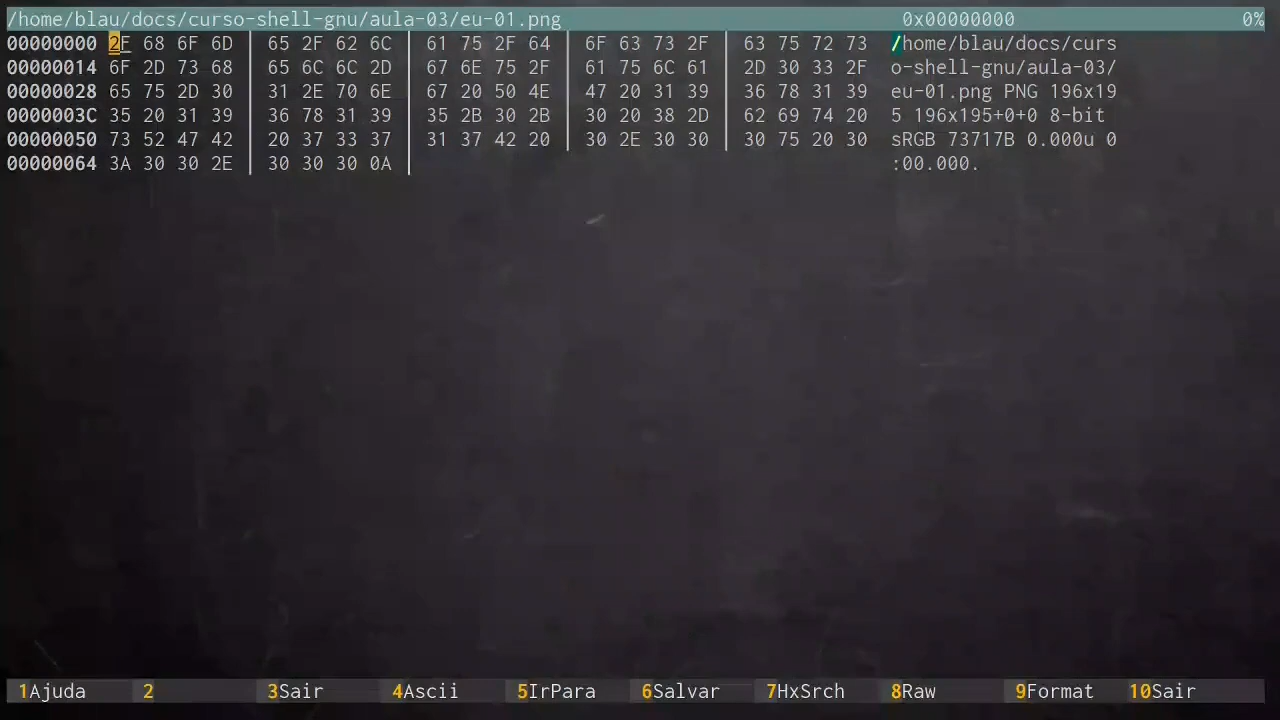 /home/blau/docs/curso-shell-gnu/aula-03/eu-01.png 0x00000000 0%
00000000 2F 68 6F 6D | 65 2F 62 6C | 61 75 2F 64 | 6F 63 73 2F | 63 75 72 73 /home/blau/docs/curs
00000014 6F 2D 73 68 | 65 6C 6C 2D | 67 6E 75 2F | 61 75 6C 61 | 2D 30 33 2F o-shell-gnu/aula-03/
00000028 65 75 2D 30 | 31 2E 70 6E | 67 20 50 4E | 47 20 31 39 | 36 78 31 39 eu-01.png PNG 196x19
0000003C 35 20 31 39 | 36 78 31 39 | 35 2B 30 2B | 30 20 38 2D | 62 69 74 20 5 196x195+0+0 8-bit
00000050 73 52 47 42 | 20 37 33 37 | 31 37 42 20 | 30 2E 30 30 | 30 75 20 30 sRGB 73717B 0.000u 0
00000064 3A 30 30 2E | 30 30 30 0A | :00.000.
1Ajuda 2 3Sair 4Ascii 5IrPara 6Salvar 7HxSrch 8Raw 9Format 10Sair